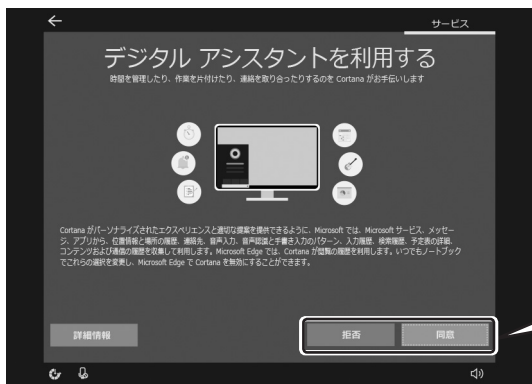 サービス
デジタル アシスタントを利用する
時間を管理したり、作業を片付けたり、連絡を取り合ったりするのを Cortana がお手伝いします
Cortana がパーソナライズされたエクスペリエンスと適切な提案を提供できるように、Microsoft では、Microsoft サービス、メッセー
ジ、アプリから、位置情報と場所の履歴、連絡先、音声入力、音声認識と手書き入力のパターン、入力履歴、検索履歴、予定表の詳細、
コンテンツおよび通信の履歴を収集して利用します。Microsoft Edge では、Cortana が閲覧の履歴を利用します。いつでもノートブック
でこれらの選択を変更し、Microsoft Edge で Cortana を無効にすることができます。
詳細情報
拒否
同意